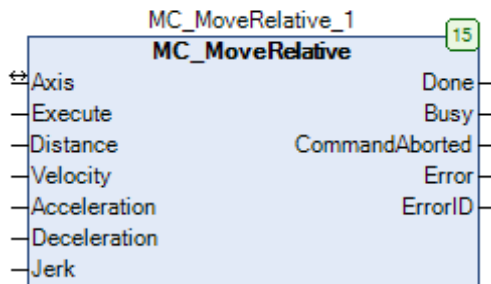 MC_MoveRelative_1
15
MC_MoveRelative
Axis Done
Execute Busy
Distance CommandAborted
Velocity Error
Acceleration ErrorID
Deceleration
Jerk